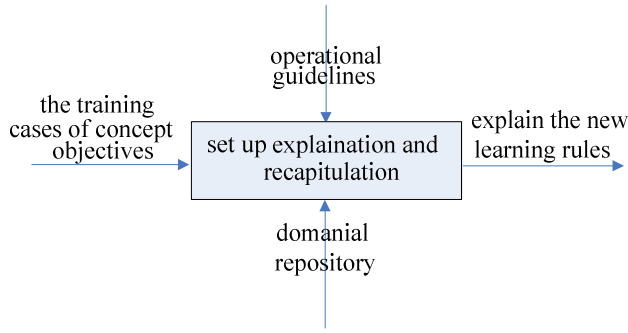 operational
guidelines
the training
cases of concept
objectives
set up explaination and
recapitulation
explain the new
learning rules
domanial
repository